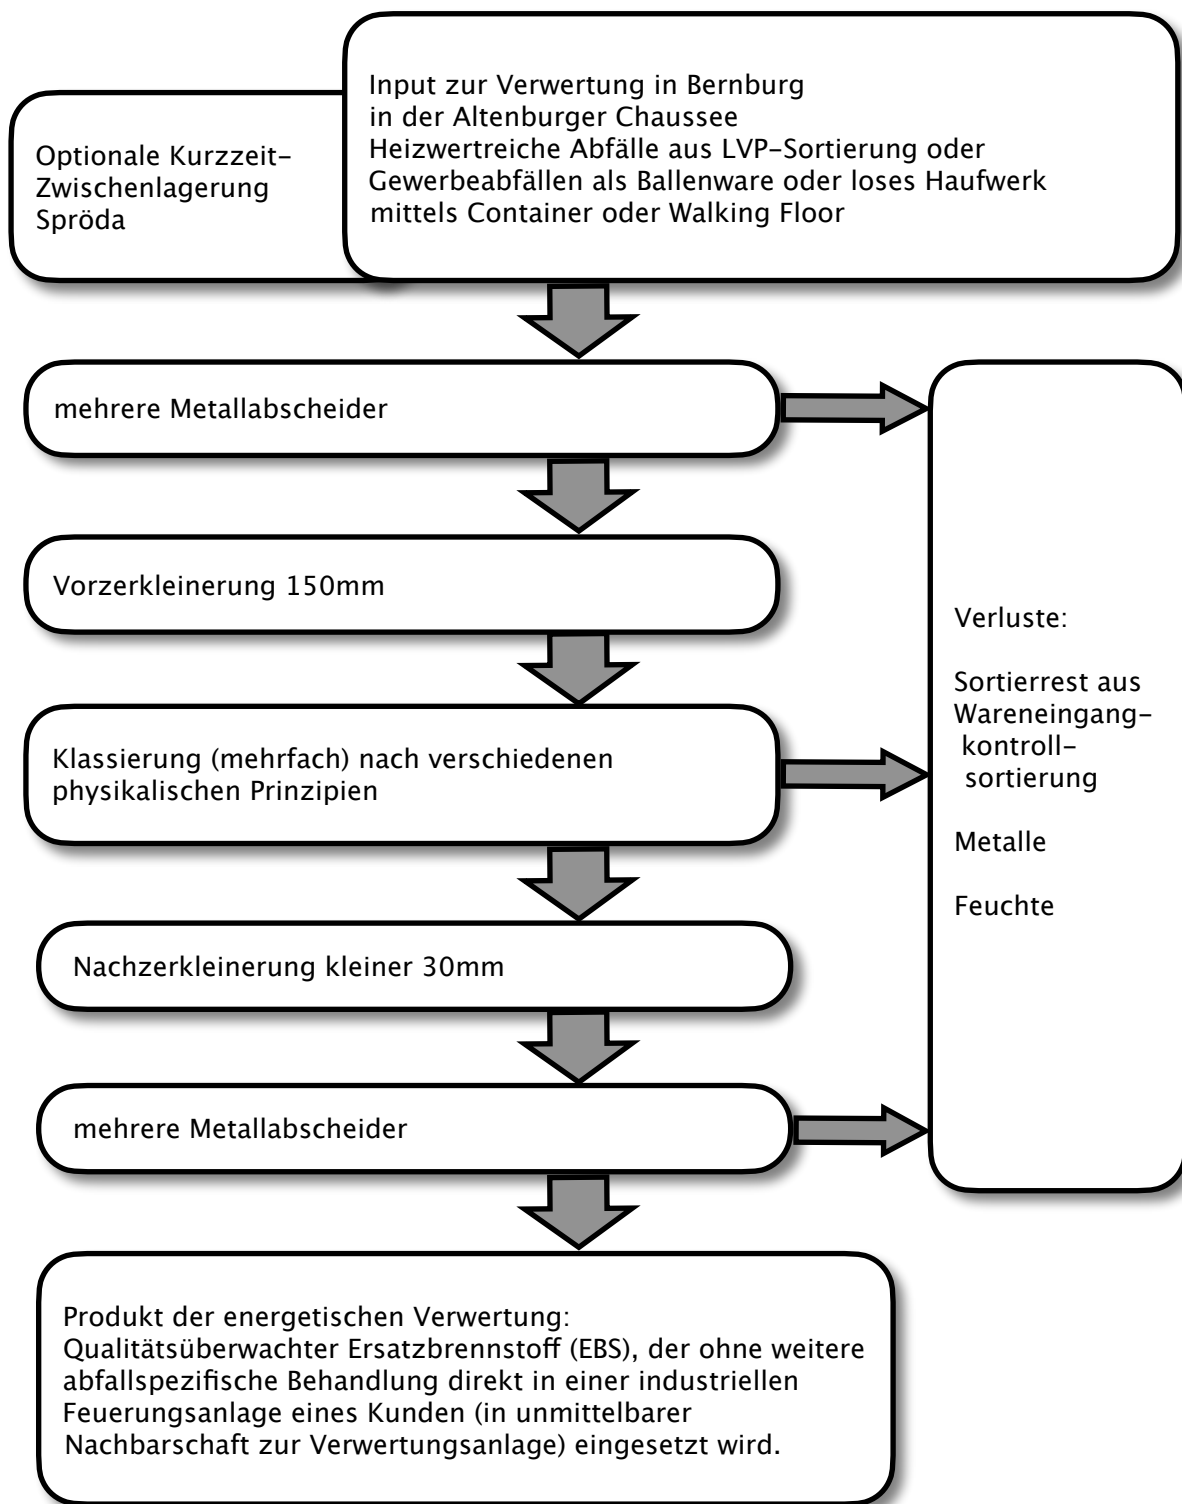 Optionale Kurzzeit-
Zwischenlagerung
Spröda
Input zur Verwertung in Bernburg
in der Altenburger Chaussee
Heizwertreiche Abfälle aus LVP-Sortierung oder
Gewerbeabfällen als Ballenware oder loses Haufwerk
mittels Container oder Walking Floor
mehrere Metallabscheider
Vorzerkleinerung 150mm
Klassierung (mehrfach) nach verschiedenen
physikalischen Prinzipien
Nachzerkleinerung kleiner 30mm
mehrere Metallabscheider
Produkt der energetischen Verwertung:
Qualitätsüberwachter Ersatzbrennstoff (EBS), der ohne weitere
abfallspezifische Behandlung direkt in einer industriellen
Feuerungsanlage eines Kunden (in unmittelbarer
Nachbarschaft zur Verwertungsanlage) eingesetzt wird.
Verluste:
Sortierrest aus
Wareneingang-
kontroll-
sortierung
Metalle
Feuchte